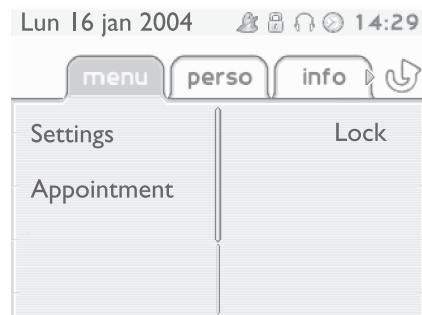 Lun 16 jan 2004 14:29
menu perso info
Settings Lock
Appointment